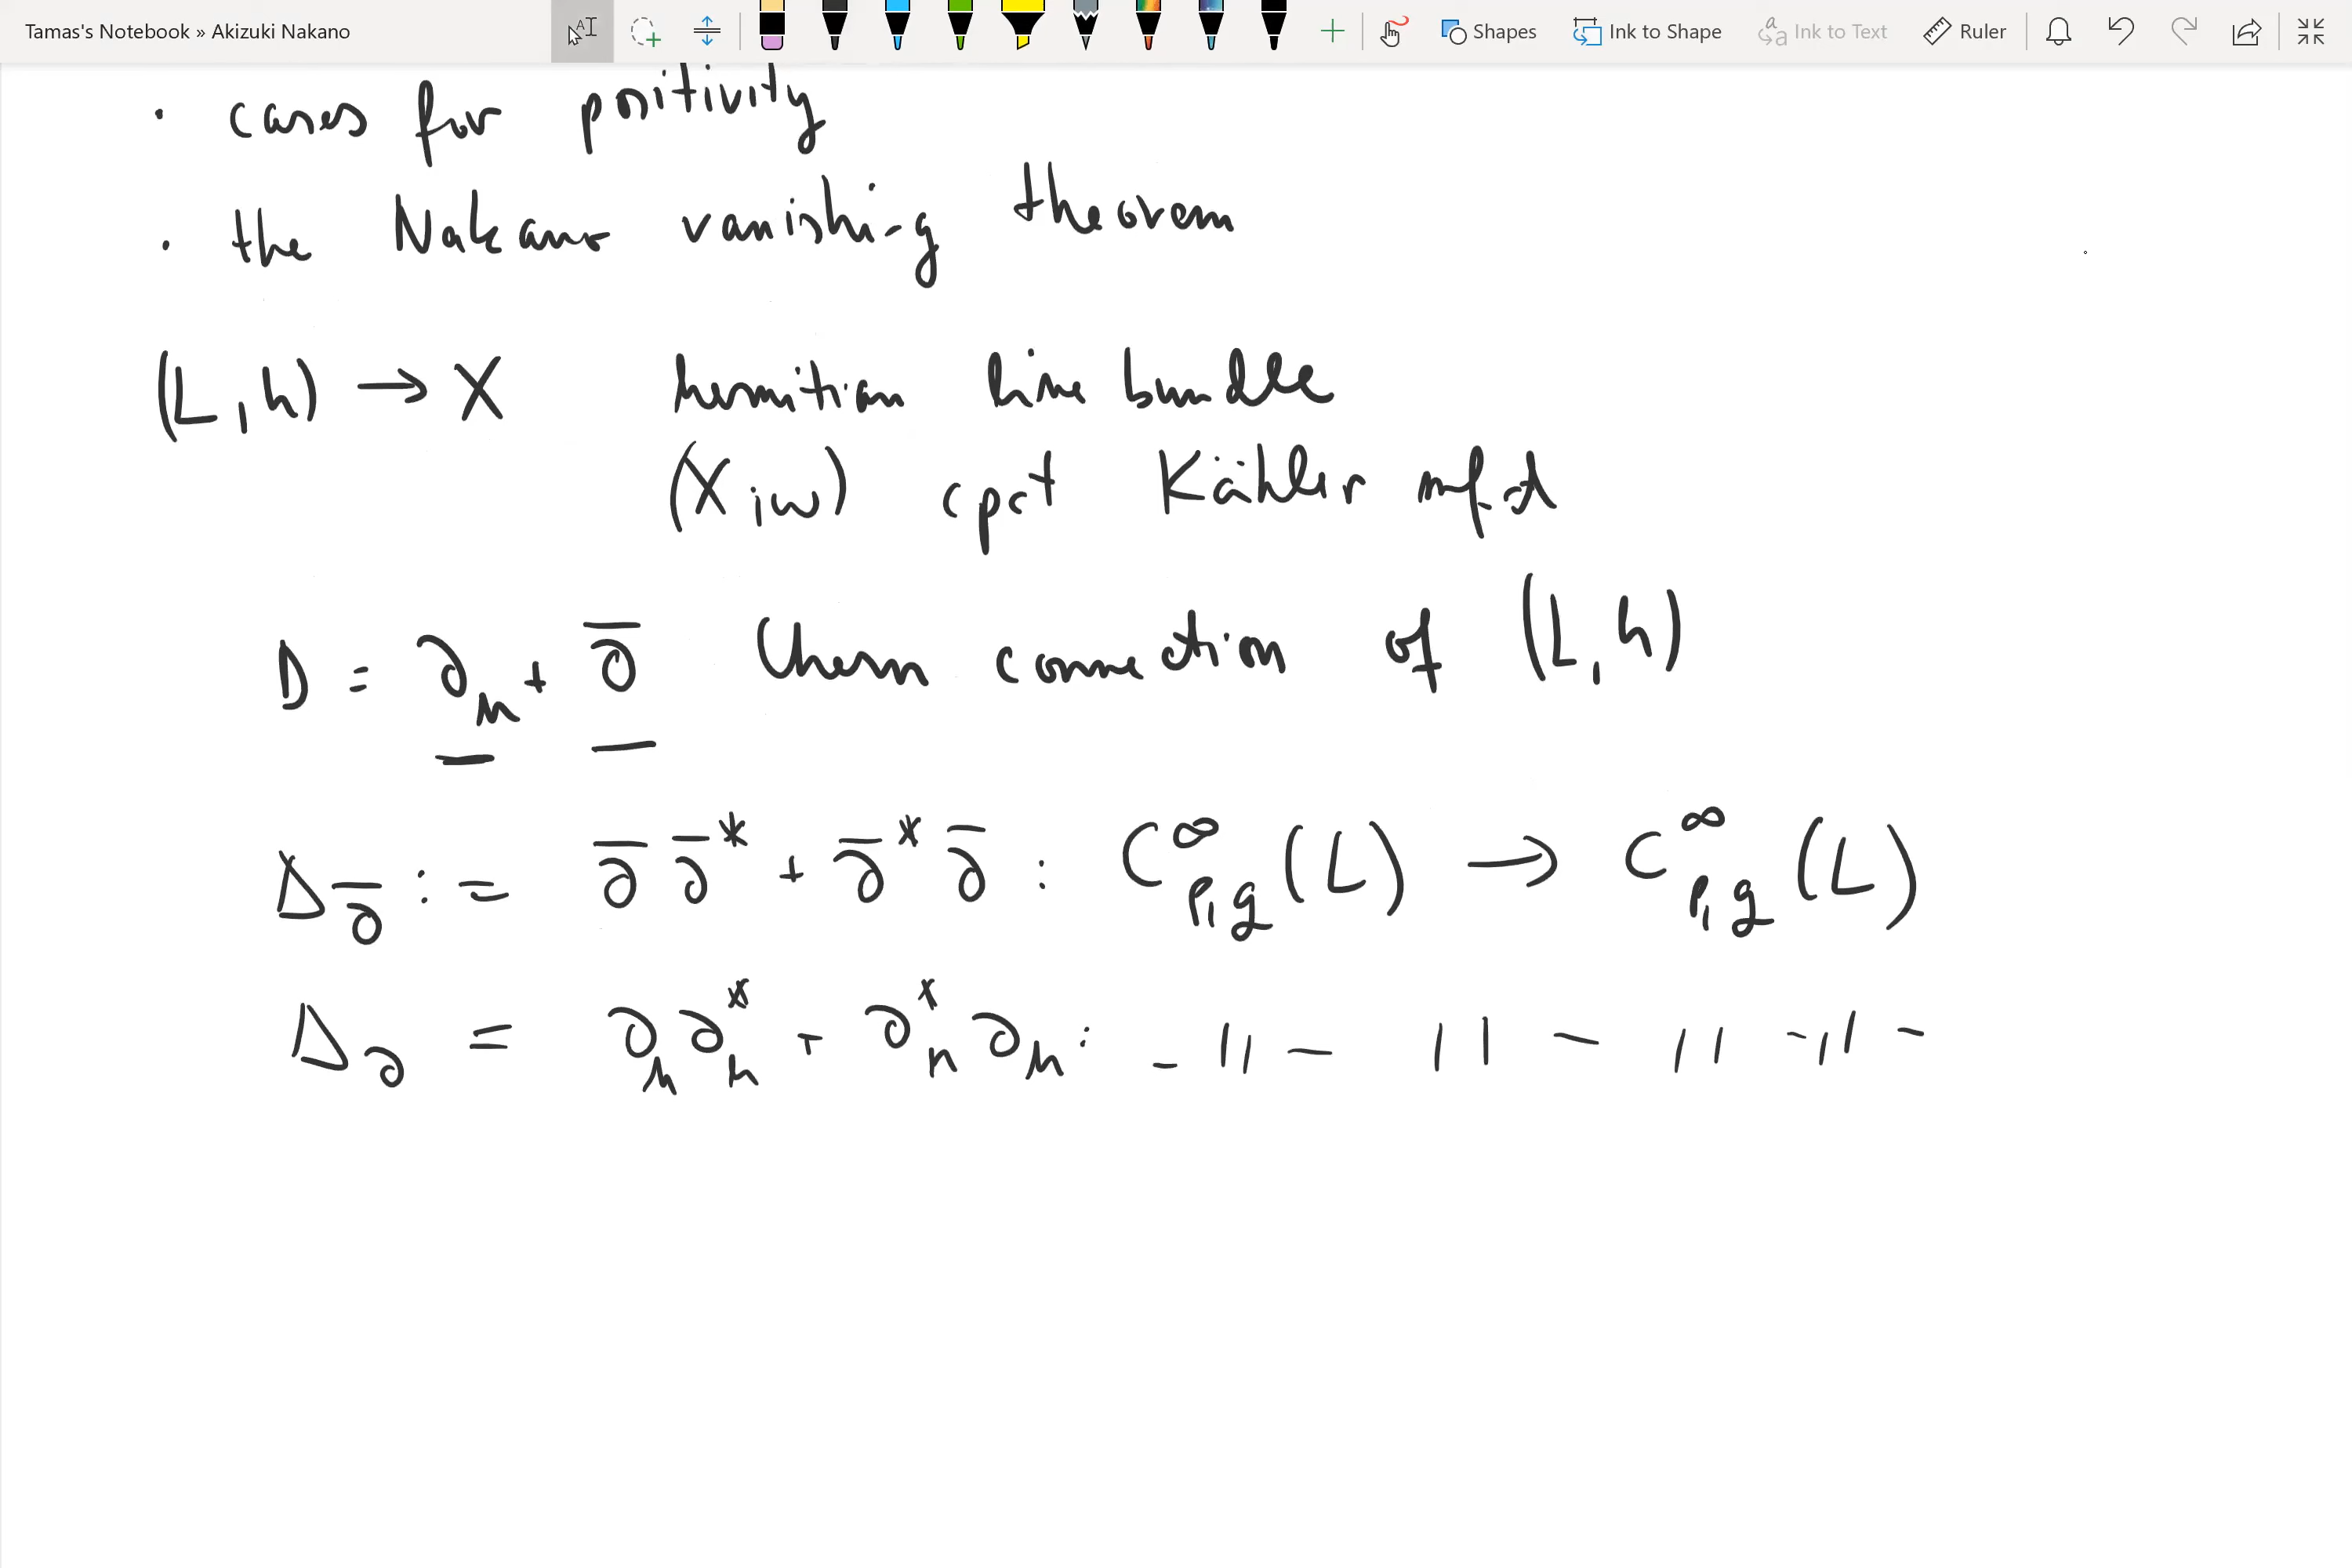 Tamas's Notebook » Akizuki Nakano
Shapes Ink to Shape Ink to Text Ruler
· cases for positivity
· the Nakano vanishing theorem
(L, h) → X hermitian line bundle
(X, ω) cpct Kähler mfd
D = ∂_h + ∂̄ Chern connection of (L, h)
Δ_∂̄ := ∂̄ ∂̄* + ∂̄* ∂̄ : C^∞_{p,q}(L) → C^∞_{p,q}(L)
Δ_∂ = ∂_h ∂_h^* + ∂_h^* ∂_h : - 11 - 11 - 11 - 11 -